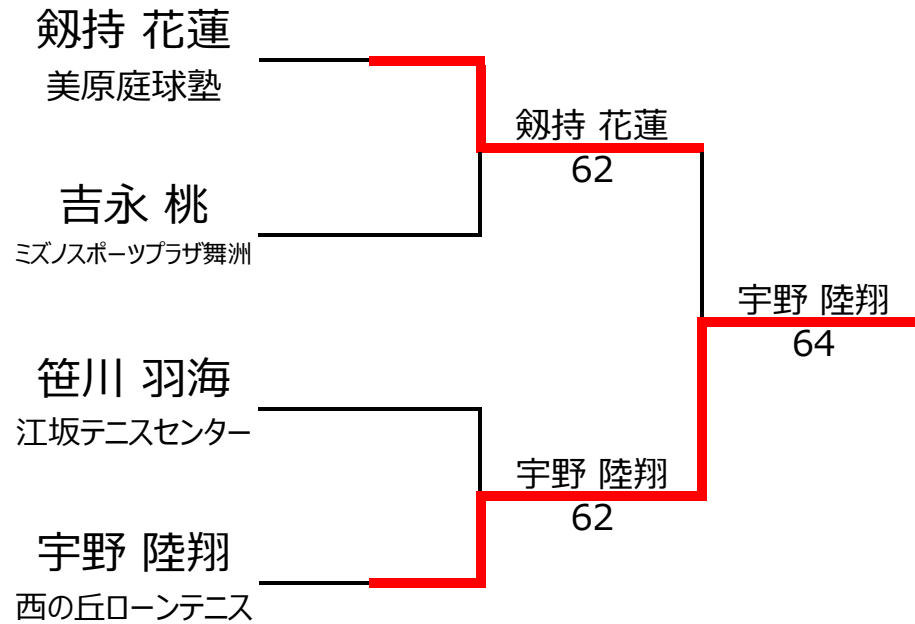 剱持 花蓮
美原庭球塾
剱持 花蓮
62
吉永 桃
ミズノスポーツプラザ舞洲
宇野 陸翔
64
笹川 羽海
江坂テニスセンター
宇野 陸翔
62
宇野 陸翔
西の丘ローンテニス